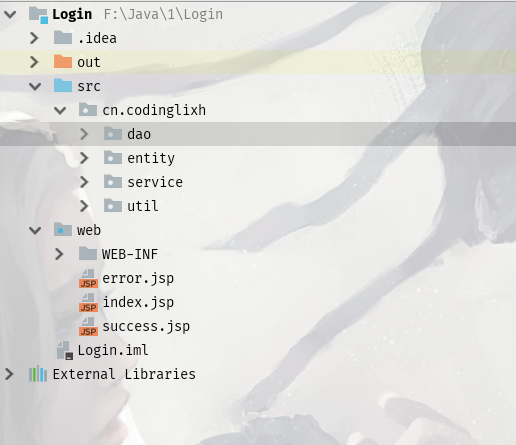 Login F:\Java\1\Login
.idea
out
src
cn.codinglixh
dao
entity
service
util
web
WEB-INF
JSP error.jsp
JSP index.jsp
JSP success.jsp
Login.iml
External Libraries